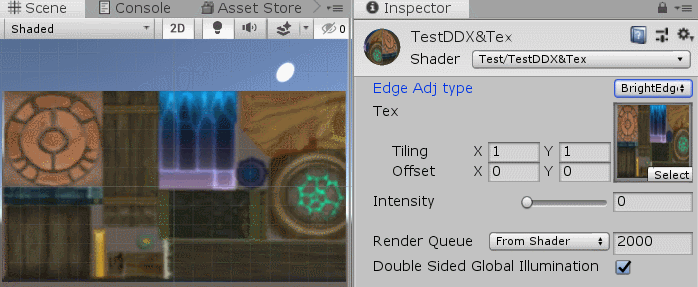 Scene
Console
Asset Store
Shaded
2D
0
Inspector
TestDDX&Tex
Shader
Test/TestDDX&Tex
Edge Adj type
BrightEdge
Tex
Tiling X 1 Y 1
Offset X 0 Y 0
Select
Intensity 0
Render Queue From Shader 2000
Double Sided Global Illumination